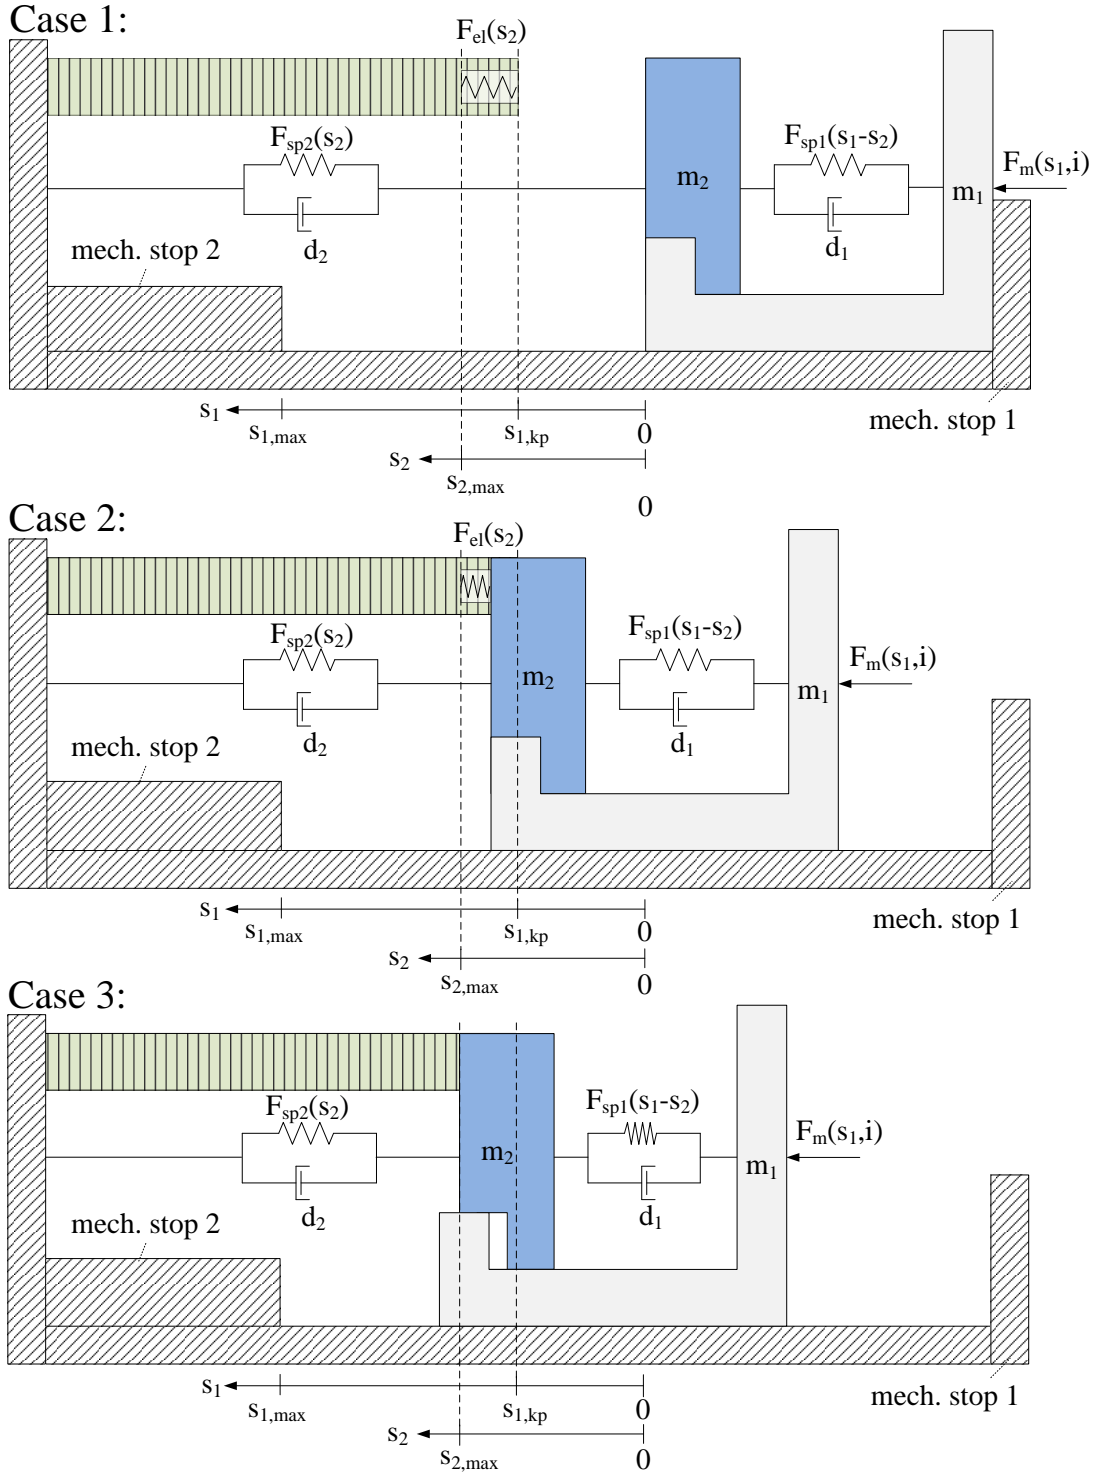 Case 1:
Fel(s2)
Fsp2(s2)
Fsp1(s1-s2)
m2
m1
Fm(s1,i)
d2
d1
mech. stop 2
s1
s1,max
s1,kp
0
mech. stop 1
s2
s2,max
0
Case 2:
Fel(s2)
Fsp2(s2)
Fsp1(s1-s2)
m2
m1
Fm(s1,i)
d2
d1
mech. stop 2
s1
s1,max
s1,kp
0
mech. stop 1
s2
s2,max
0
Case 3:
Fsp2(s2)
Fsp1(s1-s2)
m2
m1
Fm(s1,i)
d2
d1
mech. stop 2
s1
s1,max
s1,kp
0
mech. stop 1
s2
s2,max
0